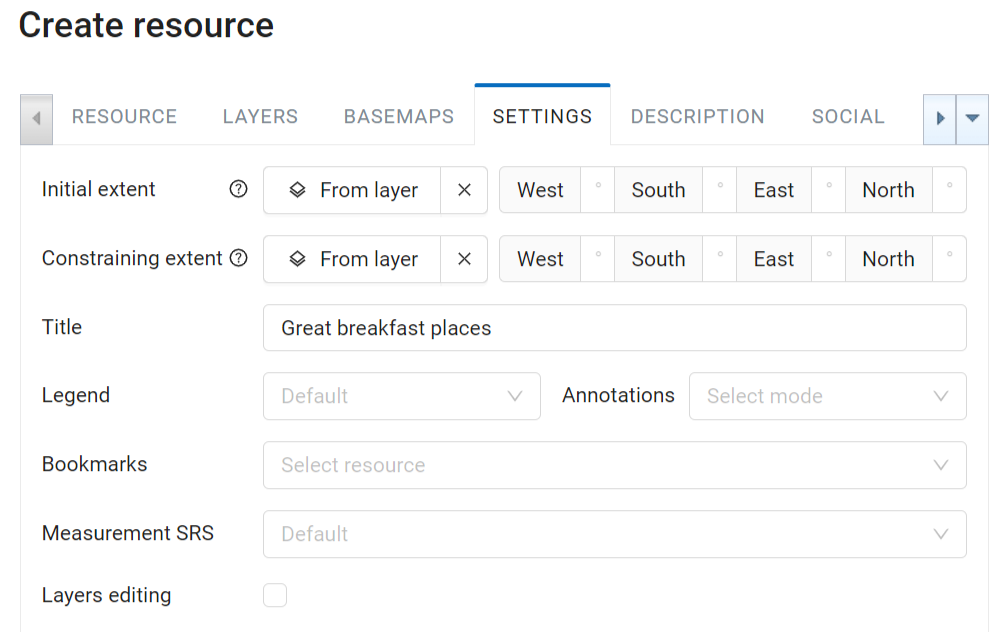 Create resource
RESOURCE LAYERS BASEMAPS SETTINGS DESCRIPTION SOCIAL
Initial extent ? From layer West ° South ° East ° North °
Constraining extent ? From layer West ° South ° East ° North °
Title Great breakfast places
Legend Default Annotations Select mode
Bookmarks Select resource
Measurement SRS Default
Layers editing